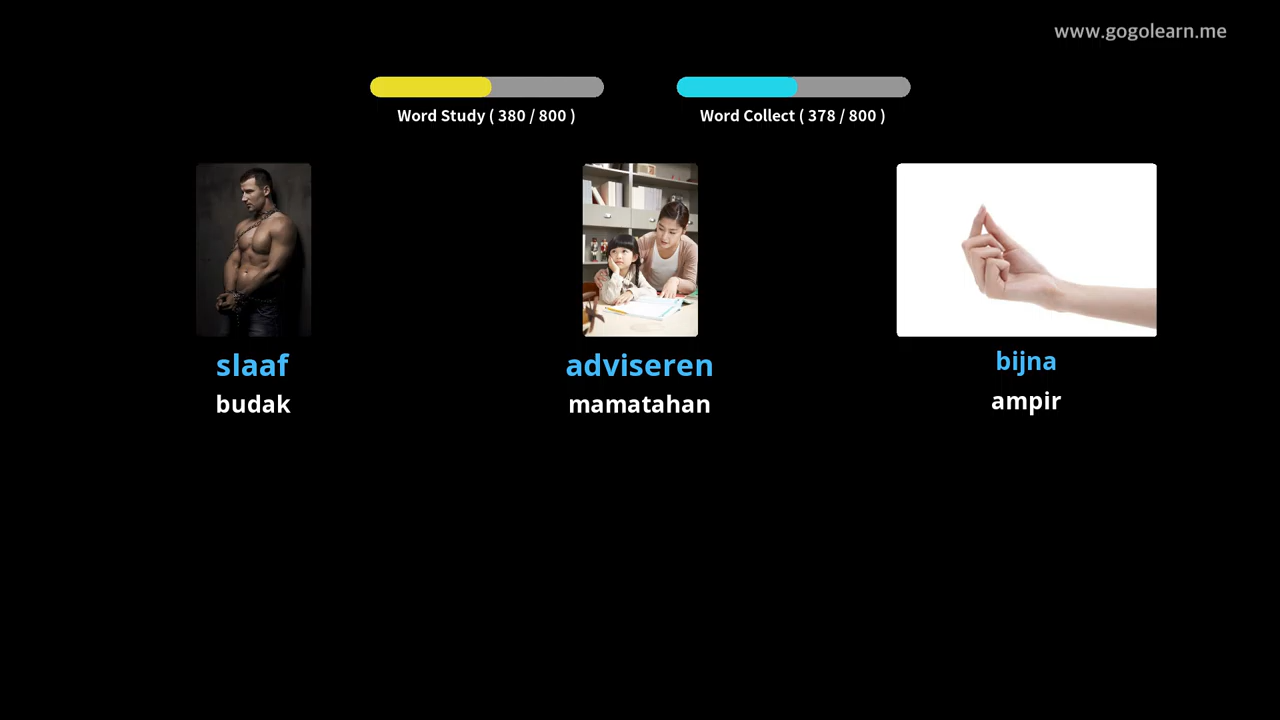 www.gogolearn.me
Word Study ( 380 / 800 )
Word Collect ( 378 / 800 )
slaaf
budak
adviseren
mamatahan
bijna
ampir